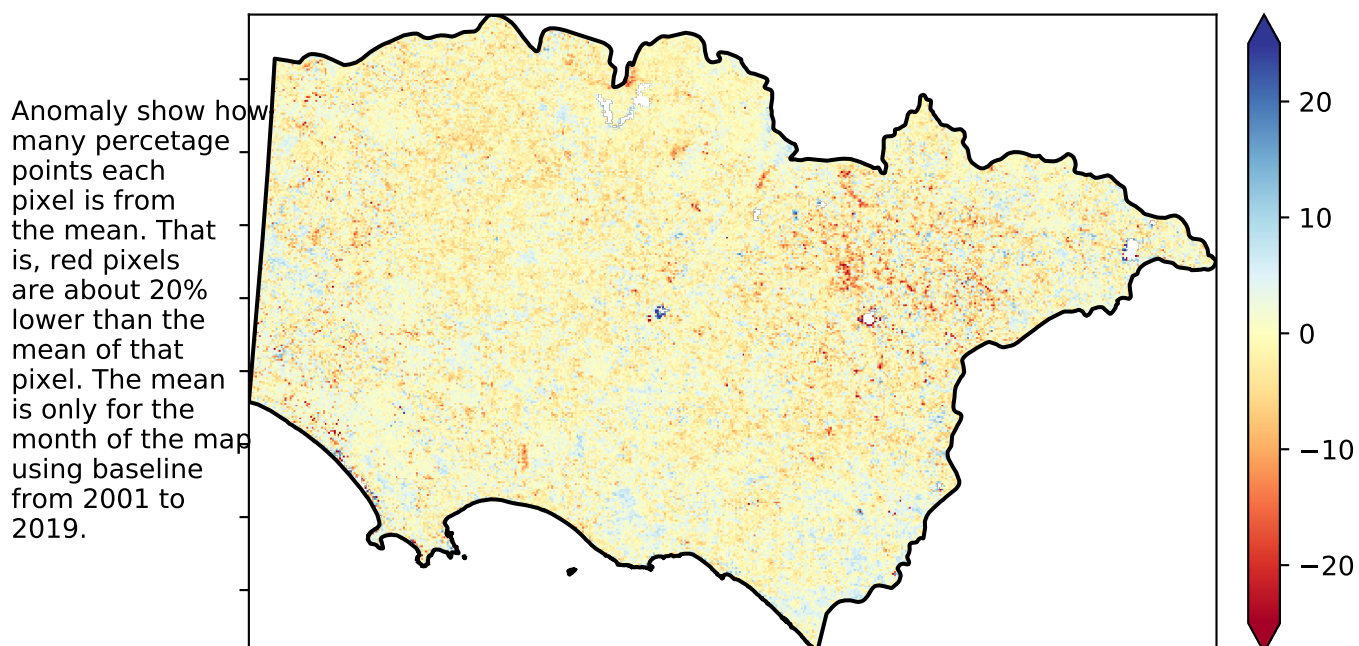 Anomaly show how
many percetage
points each
pixel is from
the mean. That
is, red pixels
are about 20%
lower than the
mean of that
pixel. The mean
is only for the
month of the map
using baseline
from 2001 to
2019.
20
10
0
−10
−20